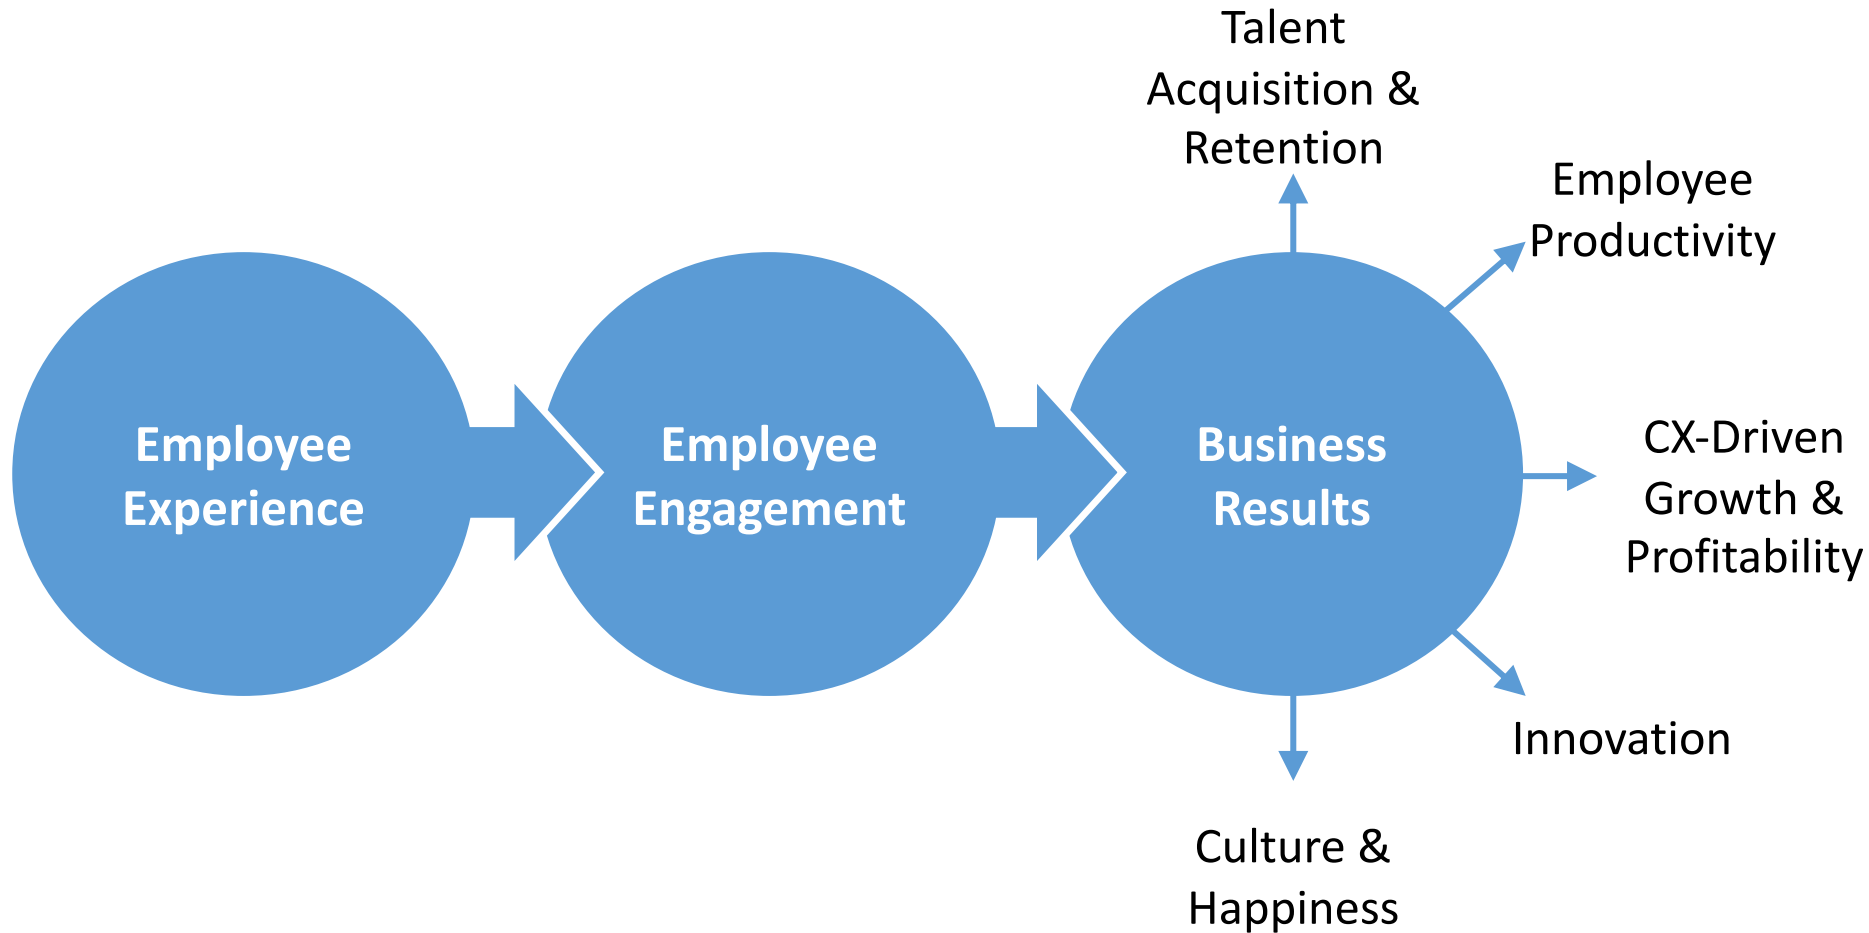 Talent
Acquisition &
Retention
Employee
Productivity
Employee
Experience
Employee
Engagement
Business
Results
CX-Driven
Growth &
Profitability
Innovation
Culture &
Happiness